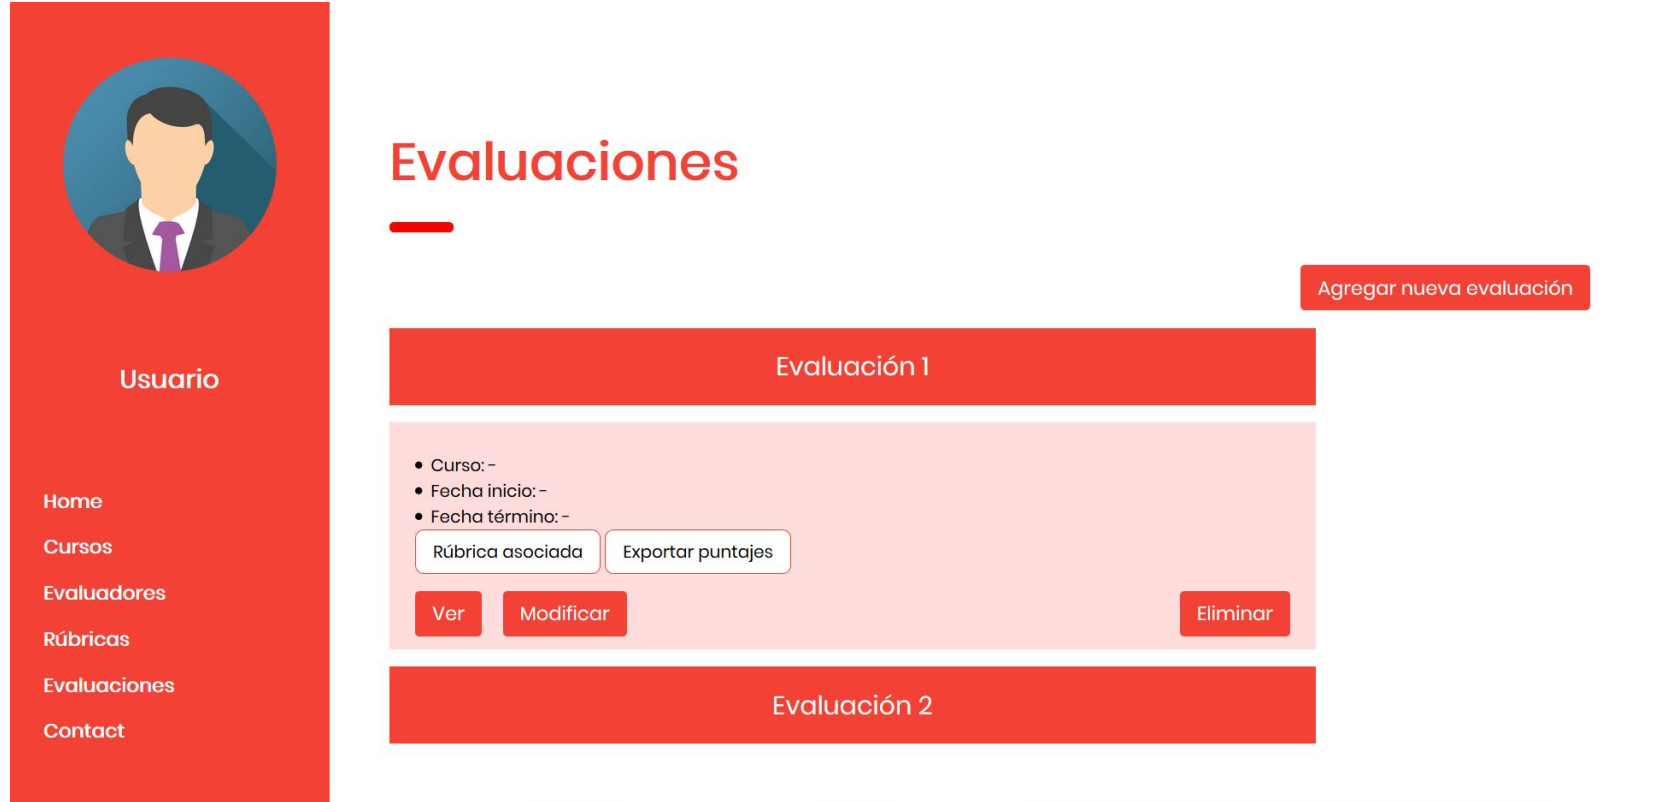 Usuario
Home
Cursos
Evaluadores
Rúbricas
Evaluaciones
Contact
Evaluaciones
Agregar nueva evaluación
Evaluación 1
Curso: -
Fecha inicio: -
Fecha término: -
Rúbrica asociada Exportar puntajes
Ver Modificar Eliminar
Evaluación 2